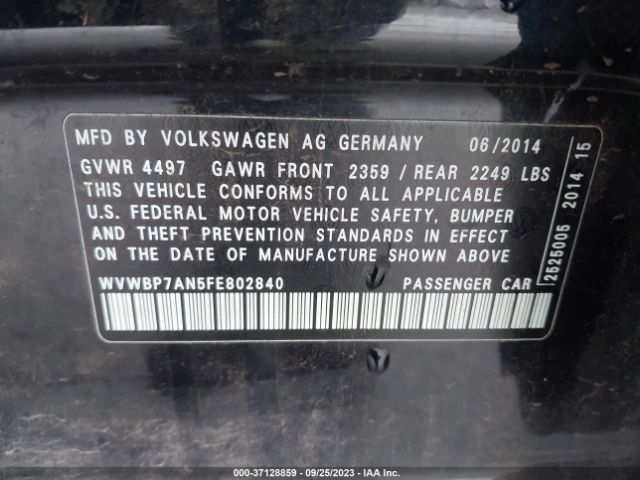 MFD BY VOLKSWAGEN AG GERMANY 06/2014
GVWR 4497 GAWR FRONT 2359 / REAR 2249 LBS
THIS VEHICLE CONFORMS TO ALL APPLICABLE
U.S. FEDERAL MOTOR VEHICLE SAFETY, BUMPER
AND THEFT PREVENTION STANDARDS IN EFFECT
ON THE DATE OF MANUFACTURE SHOWN ABOVE
WVWBP7AN5FE802840 PASSENGER CAR
2525005 2014 15
000-37128859 - 09/25/2023 - IAA Inc.